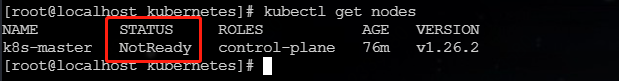 [root@localhost kubernetes]# kubectl get nodes
NAME STATUS ROLES AGE VERSION
k8s-master NotReady control-plane 76m v1.26.2
[root@localhost kubernetes]#